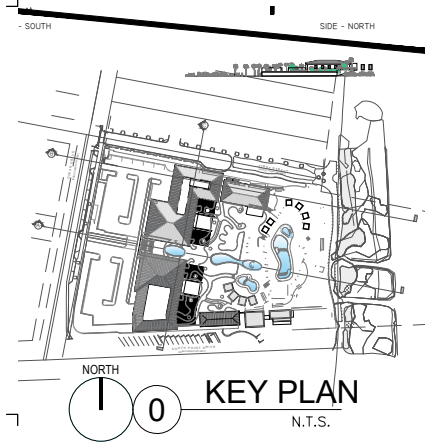 - SOUTH
SIDE - NORTH
NORTH
0
KEY PLAN
N.T.S.